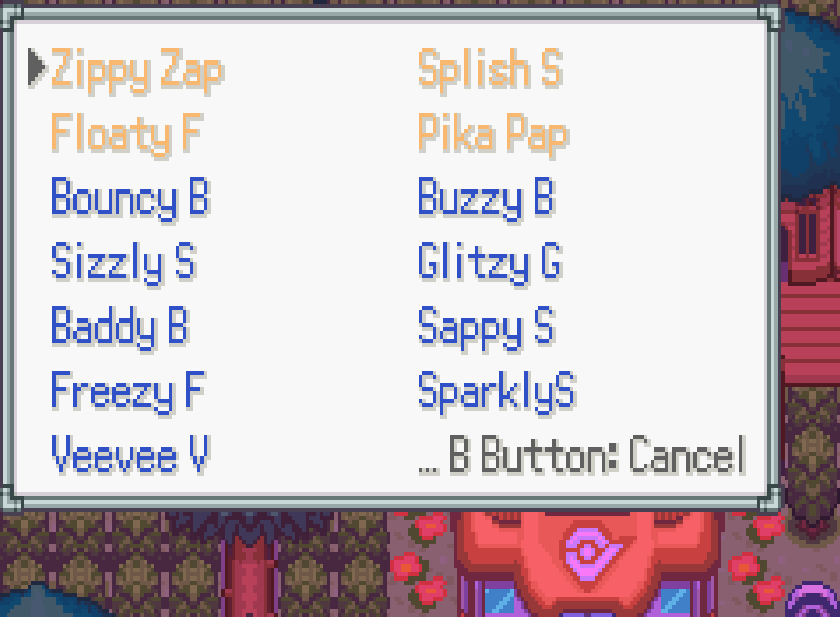 Zippy Zap Splish S
Floaty F Pika Pap
Bouncy B Buzzy B
Sizzly S Glitzy G
Baddy B Sappy S
Freezy F SparklyS
Veevee V ... B Button: Cancel